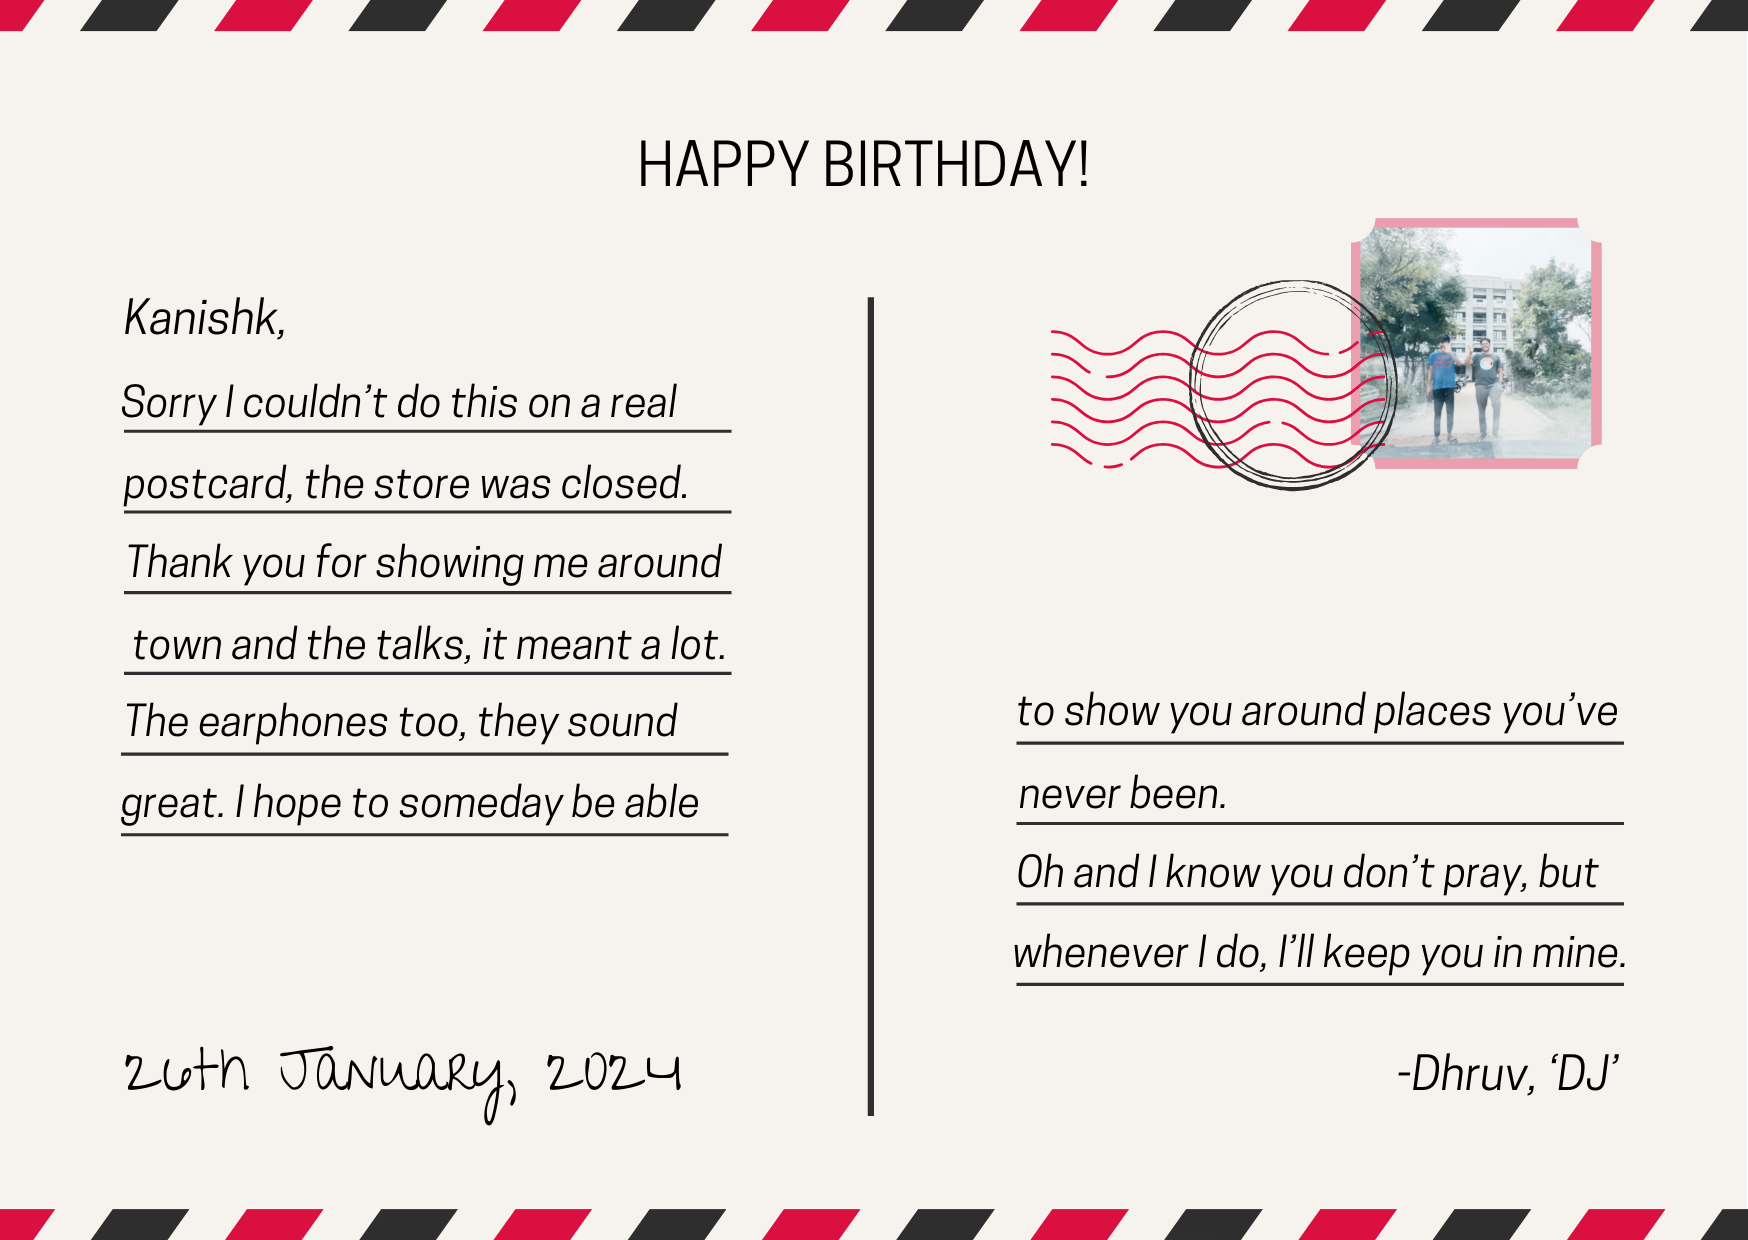 HAPPY BIRTHDAY!
Kanishk,
Sorry I couldn’t do this on a real
postcard, the store was closed.
Thank you for showing me around
town and the talks, it meant a lot.
The earphones too, they sound
great. I hope to someday be able
to show you around places you’ve
never been.
Oh and I know you don’t pray, but
whenever I do, I’ll keep you in mine.
26th January, 2024
-Dhruv, ‘DJ’